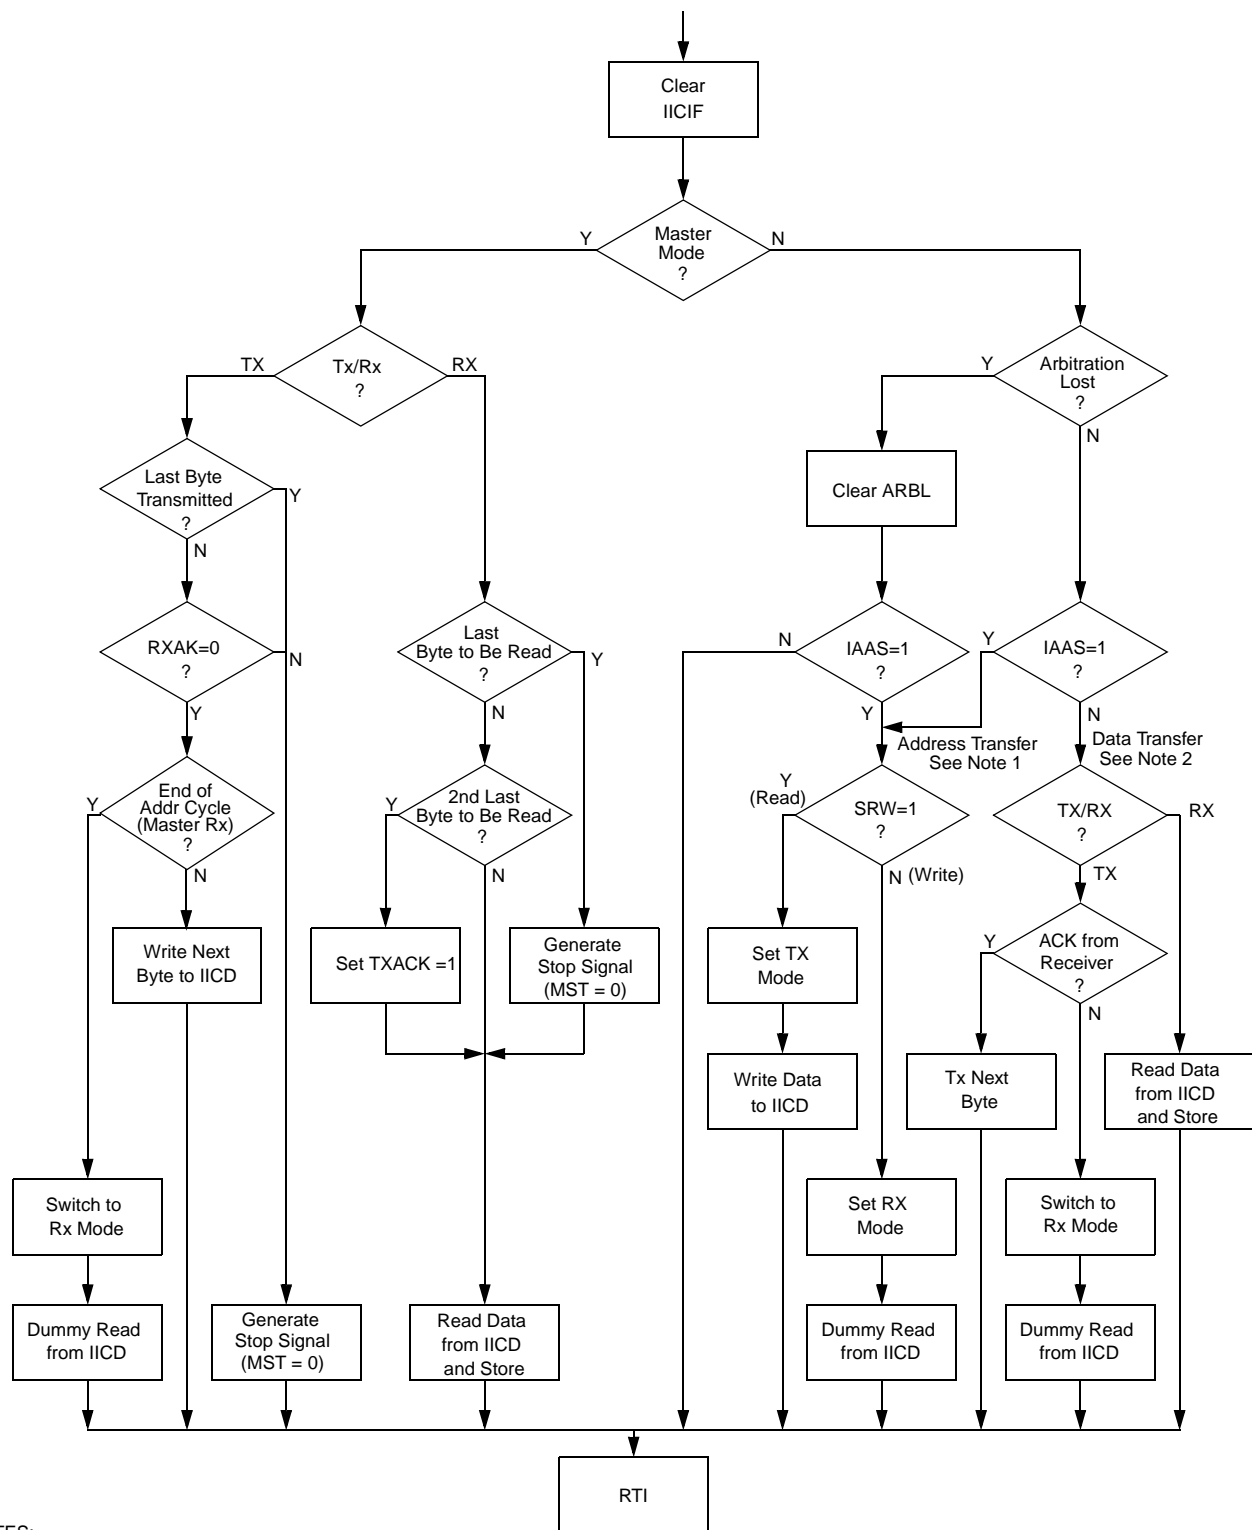 Clear
IICIF
Master
Mode
?
Y
N
Tx/Rx
?
TX
RX
Arbitration
Lost
?
Y
N
Last Byte
Transmitted
?
Y
N
Clear ARBL
RXAK=0
?
N
Y
Last
Byte to Be Read
?
Y
N
IAAS=1
?
N
Y
IAAS=1
?
Y
N
Address Transfer
See Note 1
Data Transfer
See Note 2
End of
Addr Cycle
(Master Rx)
?
Y
N
2nd Last
Byte to Be Read
?
Y
N
Y
(Read)
SRW=1
?
N (Write)
TX/RX
?
RX
TX
Write Next
Byte to IICD
Set TXACK =1
Generate
Stop Signal
(MST = 0)
Set TX
Mode
ACK from
Receiver
?
Y
N
Write Data
to IICD
Tx Next
Byte
Read Data
from IICD
and Store
Switch to
Rx Mode
Set RX
Mode
Switch to
Rx Mode
Dummy Read
from IICD
Generate
Stop Signal
(MST = 0)
Read Data
from IICD
and Store
Dummy Read
from IICD
Dummy Read
from IICD
RTI